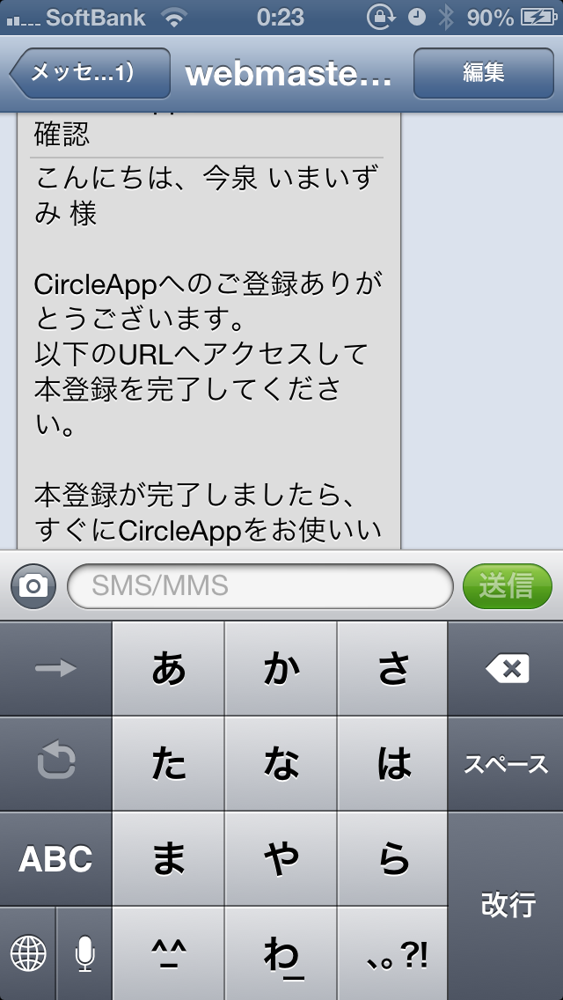 SoftBank 0:23 90%
メッセ...1) webmaste... 編集
確認
こんにちは、今泉 いまいず
み 様
CircleAppへのご登録ありが
とうございます。
以下のURLへアクセスして
本登録を完了してくださ
い。
本登録が完了しましたら、
すぐにCircleAppをお使いい
SMS/MMS 送信
→ あ か さ
た な は スペース
ABC ま や ら 改行
^_^ わ_ 、。?!